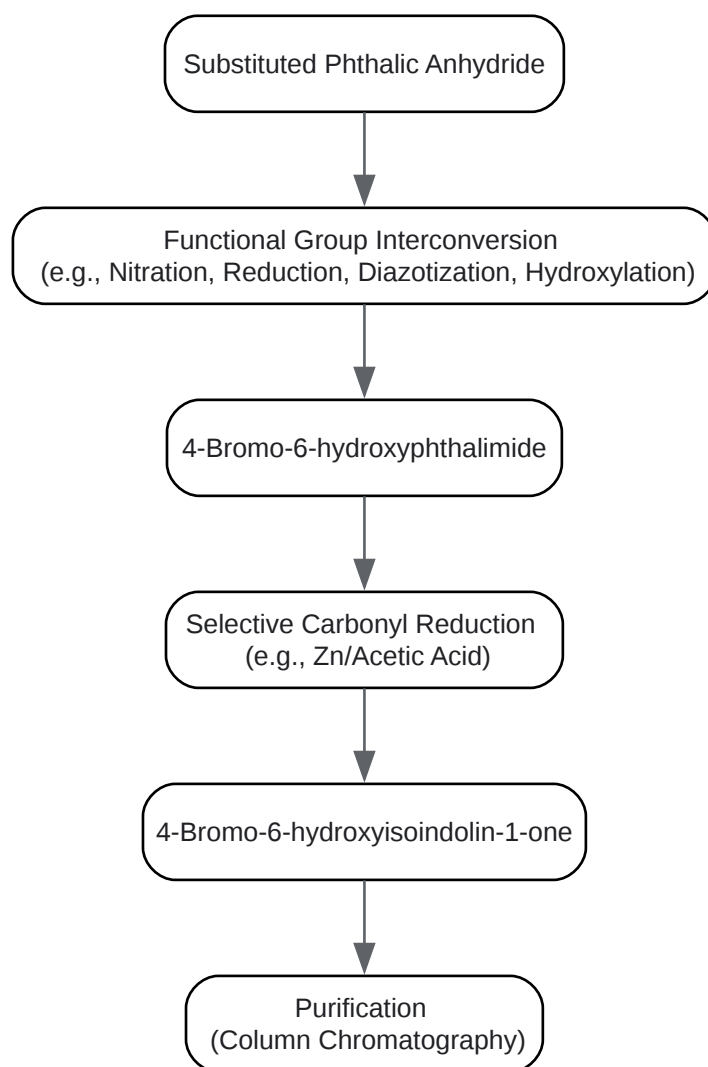 Substituted Phthalic Anhydride
Functional Group Interconversion
(e.g., Nitration, Reduction, Diazotization, Hydroxylation)
4-Bromo-6-hydroxyphthalimide
Selective Carbonyl Reduction
(e.g., Zn/Acetic Acid)
4-Bromo-6-hydroxyisoindolin-1-one
Purification
(Column Chromatography)